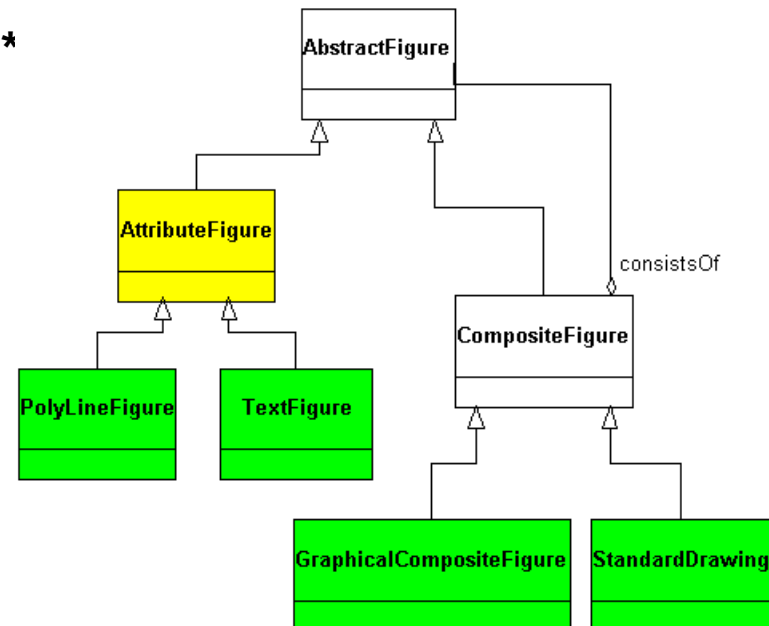 *
AbstractFigure
AttributeFigure
consistsOf
CompositeFigure
PolyLineFigure
TextFigure
GraphicalCompositeFigure
StandardDrawing